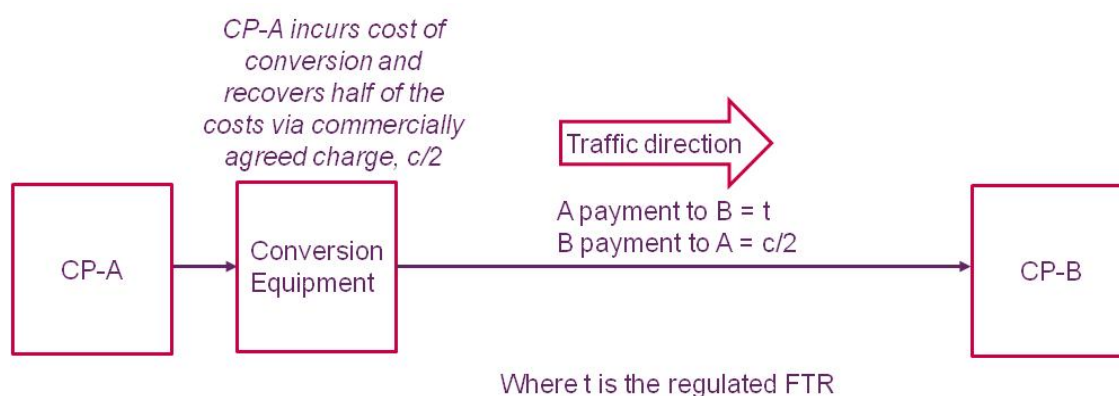 CP-A incurs cost of
conversion and
recovers half of the
costs via commercially
agreed charge, c/2
Traffic direction
A payment to B = t
B payment to A = c/2
CP-A
Conversion
Equipment
CP-B
Where t is the regulated FTR